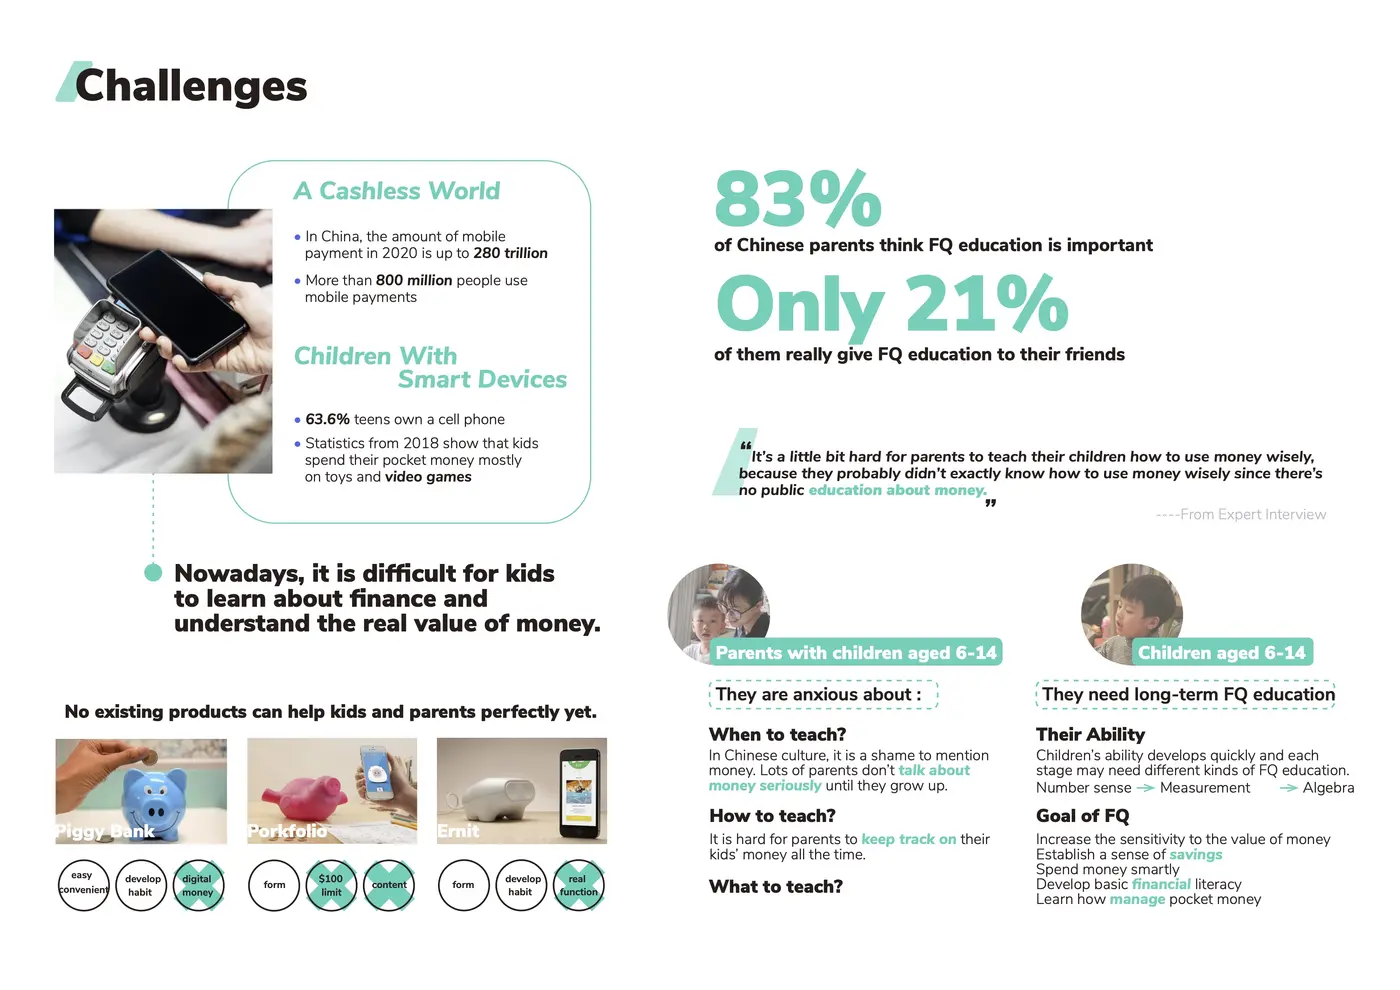 Challenges
A Cashless World
• In China, the amount of mobile
payment in 2020 is up to 280 trillion
• More than 800 million people use
mobile payments
Children With
Smart Devices
• 63.6% teens own a cell phone
• Statistics from 2018 show that kids
spend their pocket money mostly
on toys and video games
Nowadays, it is difficult for kids
to learn about finance and
understand the real value of money.
No existing products can help kids and parents perfectly yet.
Piggy Bank
Porkfolio
Ernit
easy
convenient
develop
habit
digital
money
form
$100
limit
content
form
develop
habit
real
function
83%
of Chinese parents think FQ education is important
Only 21%
of them really give FQ education to their friends
“It’s a little bit hard for parents to teach their children how to use money wisely,
because they probably didn’t exactly know how to use money wisely since there’s
no public education about money.”
----From Expert Interview
Parents with children aged 6-14
They are anxious about :
When to teach?
In Chinese culture, it is a shame to mention
money. Lots of parents don’t talk about
money seriously until they grow up.
How to teach?
It is hard for parents to keep track on their
kids’ money all the time.
What to teach?
Children aged 6-14
They need long-term FQ education
Their Ability
Children’s ability develops quickly and each
stage may need different kinds of FQ education.
Number sense → Measurement → Algebra
Goal of FQ
Increase the sensitivity to the value of money
Establish a sense of savings
Spend money smartly
Develop basic financial literacy
Learn how manage pocket money